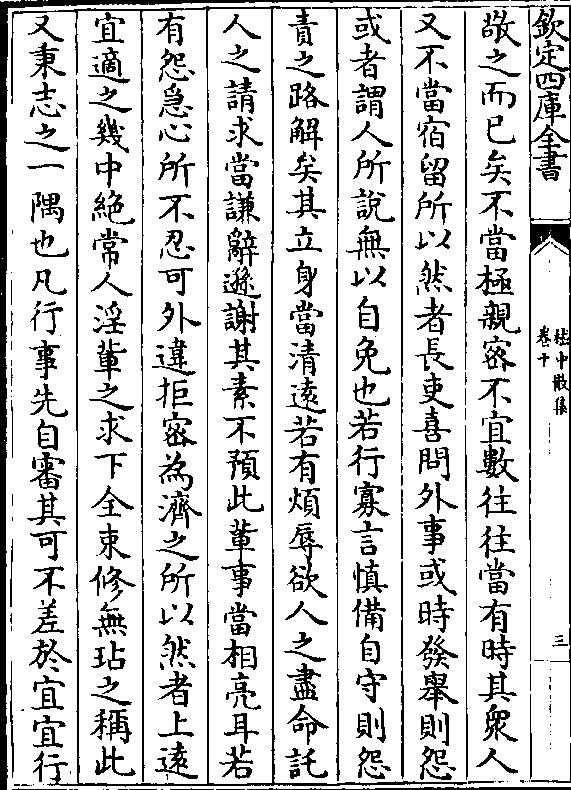 欽定四庫全書
嵇中散集
卷十
三
敬之而已矣不當極親宻不宜數往往當有時其衆人
又不當宿留所以然者長吏喜問外事或時發舉則怨
或者謂人所說無以自免也若行寡言慎備自守則怨
責之路解矣其立身當清遠若有煩辱欲人之盡命託
人之請求當謙辭遜謝其素不預此軰事當相亮耳若
有怨急心所不忍可外違拒宻為濟之所以然者上遠
宜適之幾中絶常人淫軰之求下全束修無玷之稱此
又秉志之一隅也凡行事先自審其可不差於宜宜行